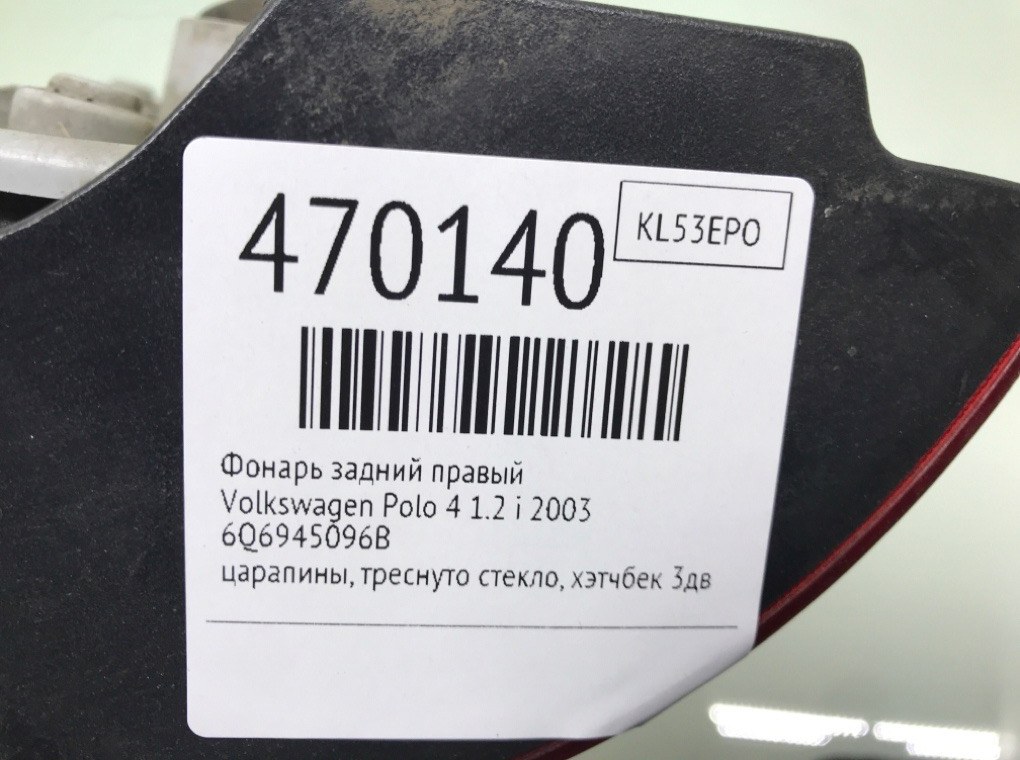 470140
KL53EPO
Фонарь задний правый
Volkswagen Polo 4 1.2 i 2003
6Q6945096B
царапины, треснуто стекло, хэтчбек 3дв